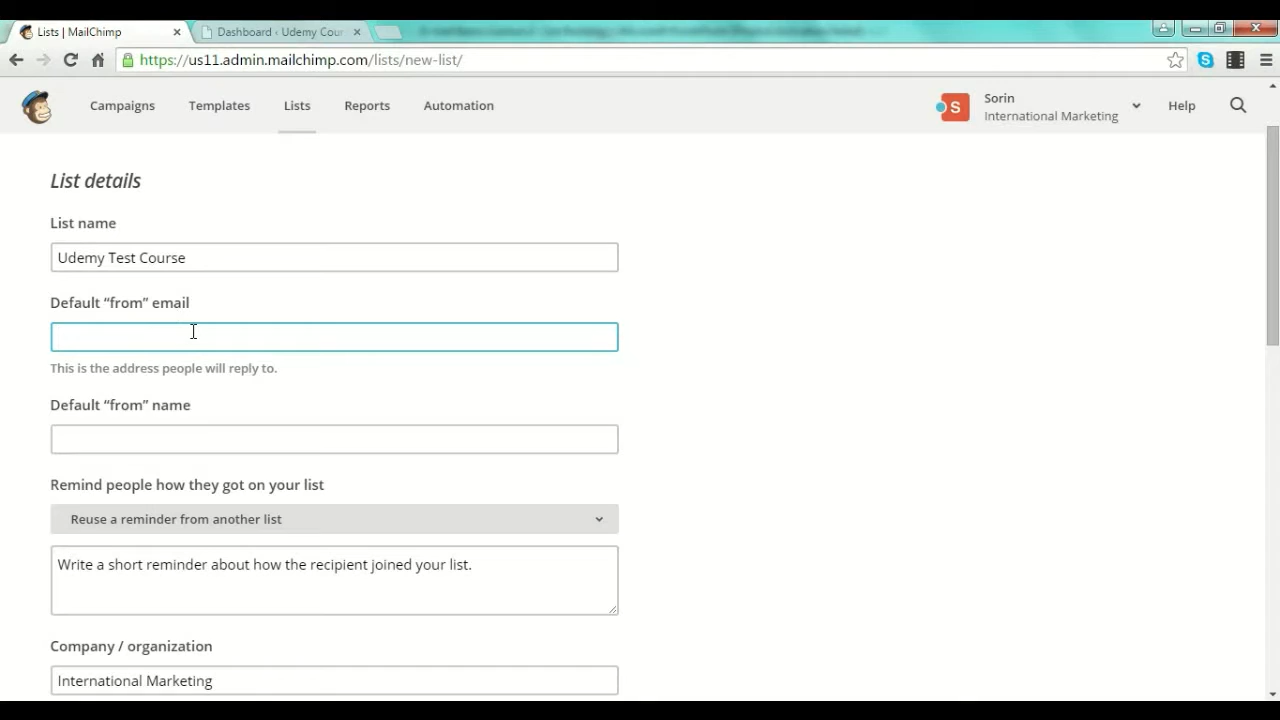 Lists | MailChimp
Dashboard ‹ Udemy Cour
https://us11.admin.mailchimp.com/lists/new-list/
Campaigns
Templates
Lists
Reports
Automation
S
Sorin
International Marketing
Help
List details
List name
Udemy Test Course
Default “from” email
This is the address people will reply to.
Default “from” name
Remind people how they got on your list
Reuse a reminder from another list
Write a short reminder about how the recipient joined your list.
Company / organization
International Marketing